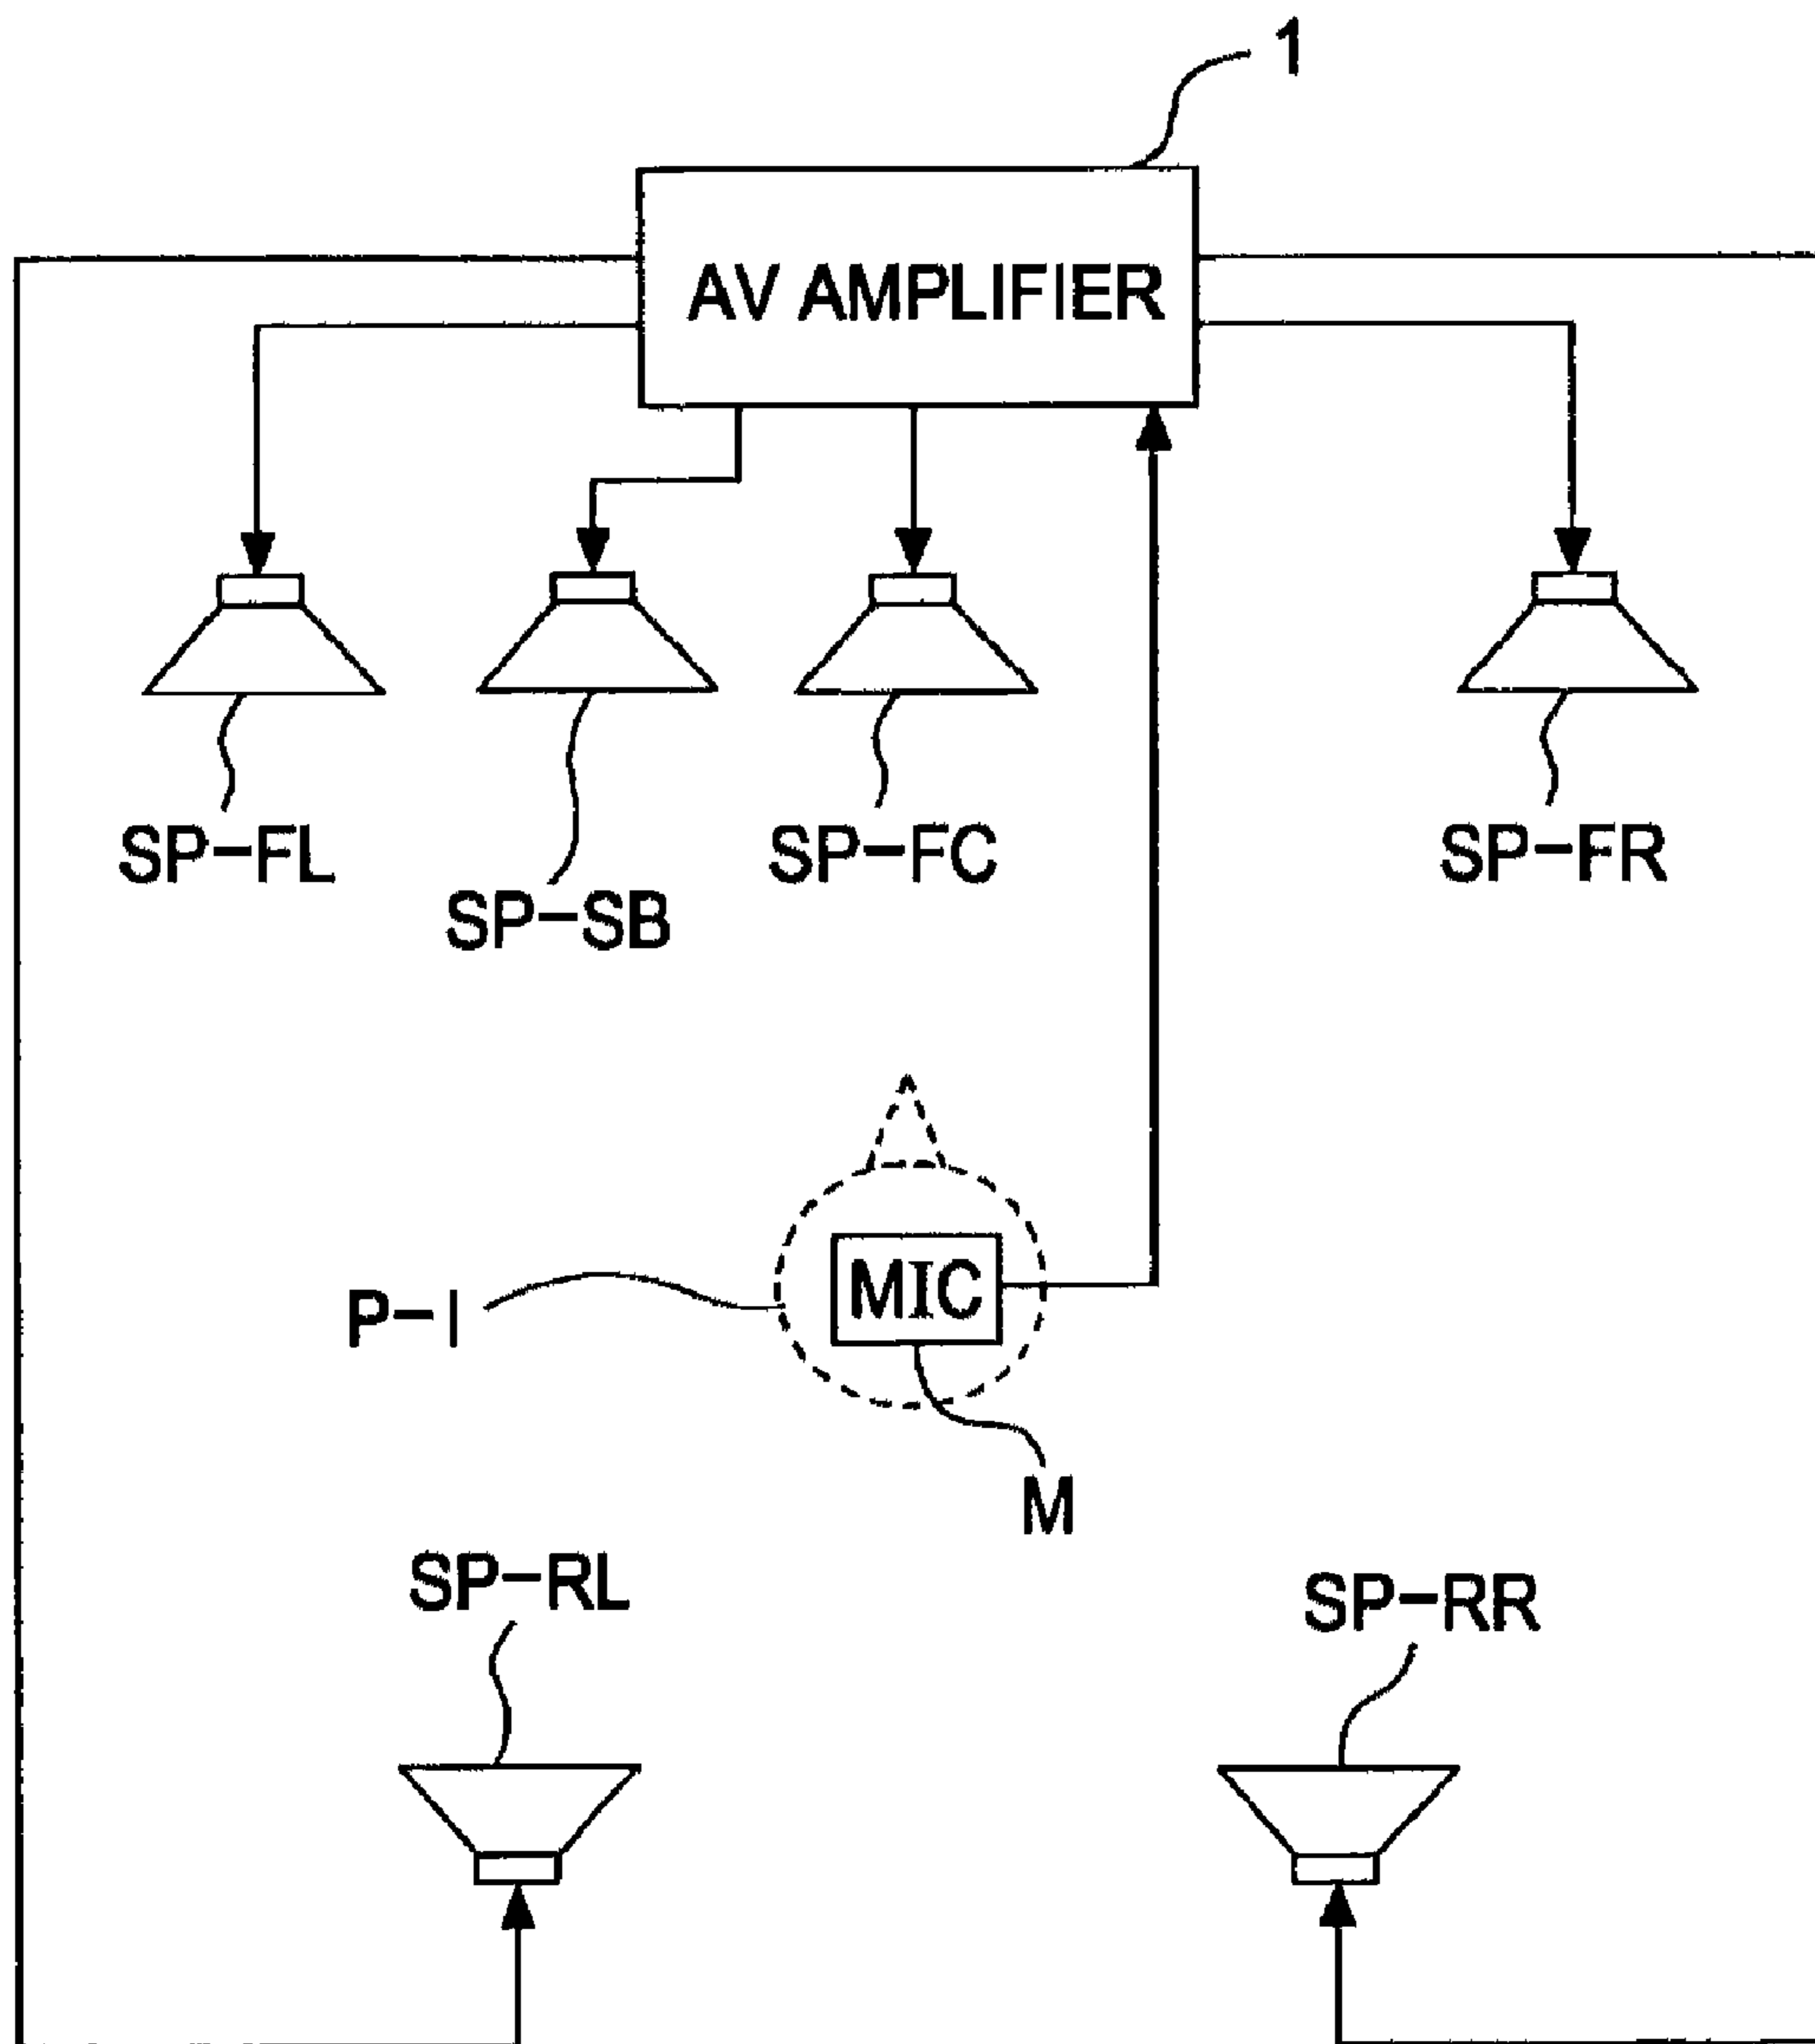 1
AV AMPLIFIER
SP-FL
SP-FC
SP-FR
SP-SB
MIC
P-I
M
SP-RL
SP-RR